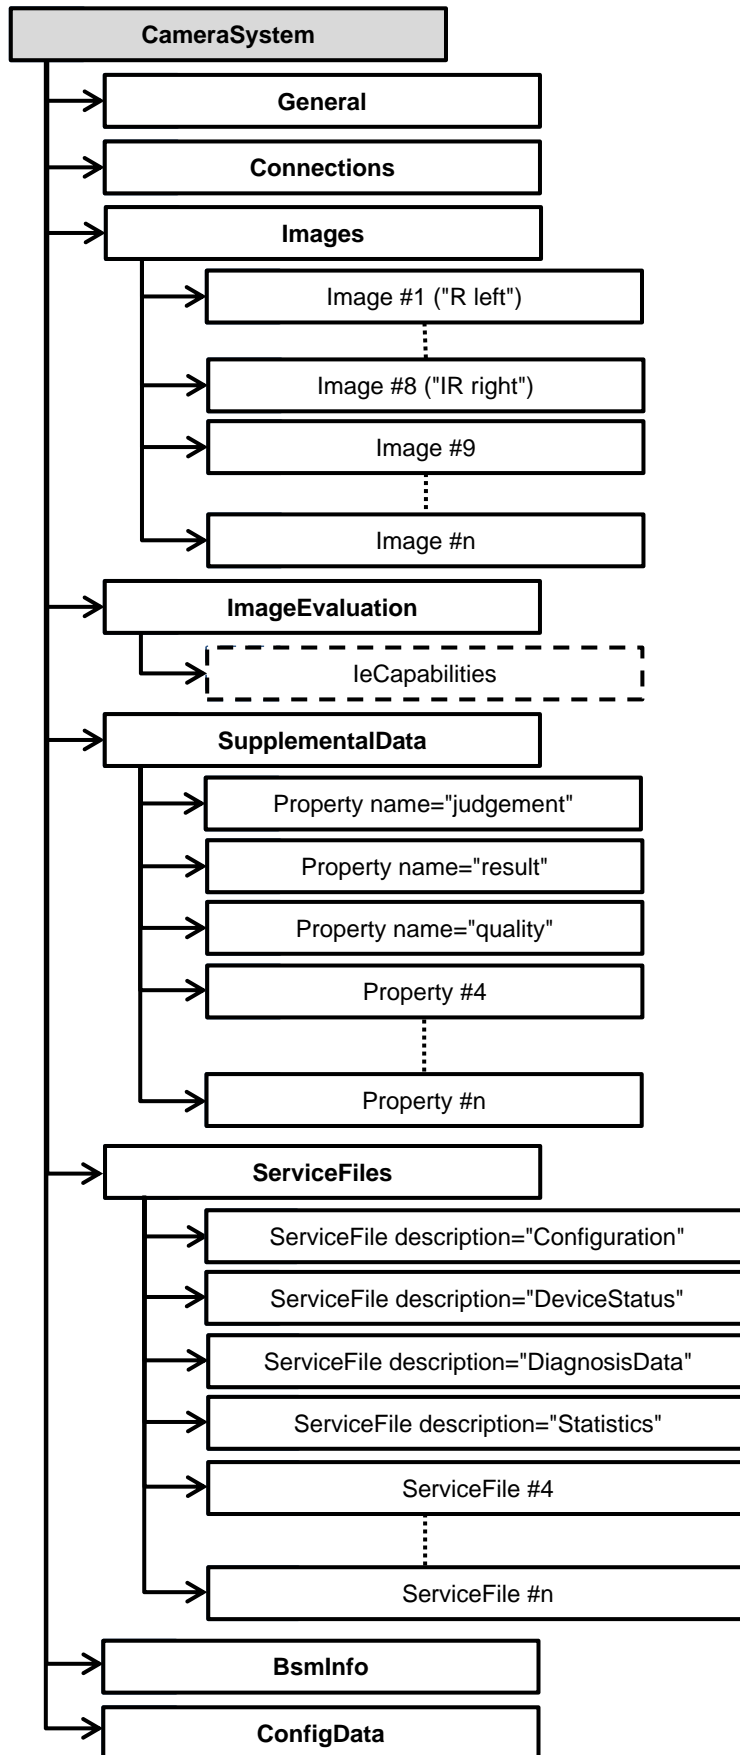 CameraSystem
General
Connections
Images
Image #1 ("R left")
Image #8 ("IR right")
Image #9
Image #n
ImageEvaluation
IeCapabilities
SupplementalData
Property name="judgement"
Property name="result"
Property name="quality"
Property #4
Property #n
ServiceFiles
ServiceFile description="Configuration"
ServiceFile description="DeviceStatus"
ServiceFile description="DiagnosisData"
ServiceFile description="Statistics"
ServiceFile #4
ServiceFile #n
BsmInfo
ConfigData